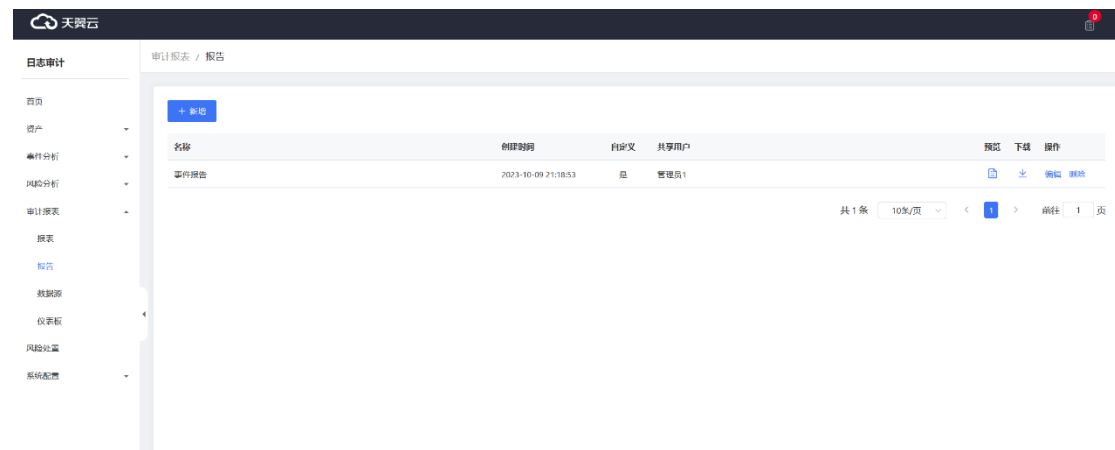 天翼云
0
日志审计
审计报表 / 报告
首页
资产
事件分析
风险分析
审计报表
报表
报告
数据源
仪表板
风险处置
系统配置
+ 新增
名称 创建时间 自定义 共享用户 预览 下载 操作
事件报告 2023-10-09 21:18:53 是 管理员1 编辑 删除
共 1 条 10条/页 < 1 > 前往 1 页